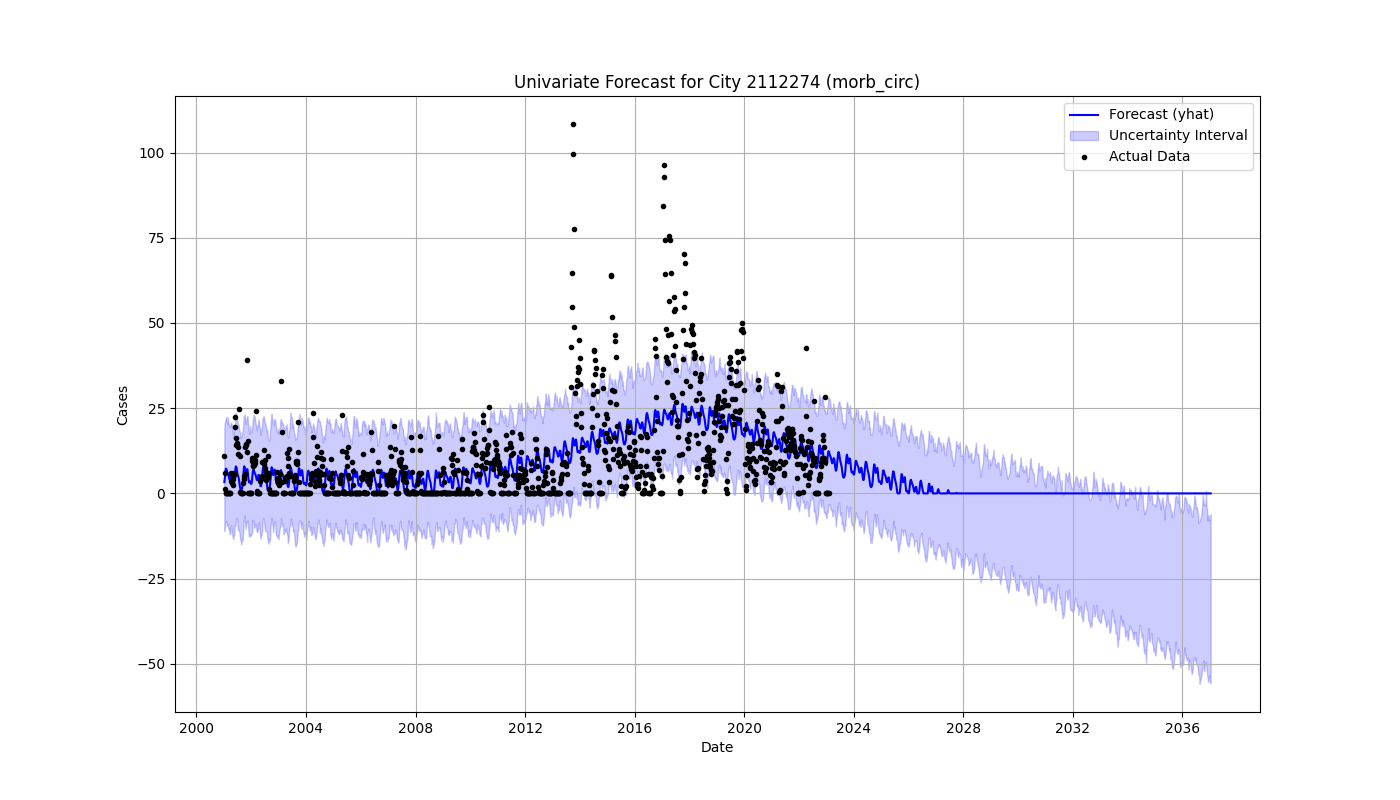 Univariate Forecast for City 2112274 (morb_circ)
Forecast (yhat)
Uncertainty Interval
Actual Data
100
75
50
25
0
−25
−50
Cases
2000 2004 2008 2012 2016 2020 2024 2028 2032 2036
Date